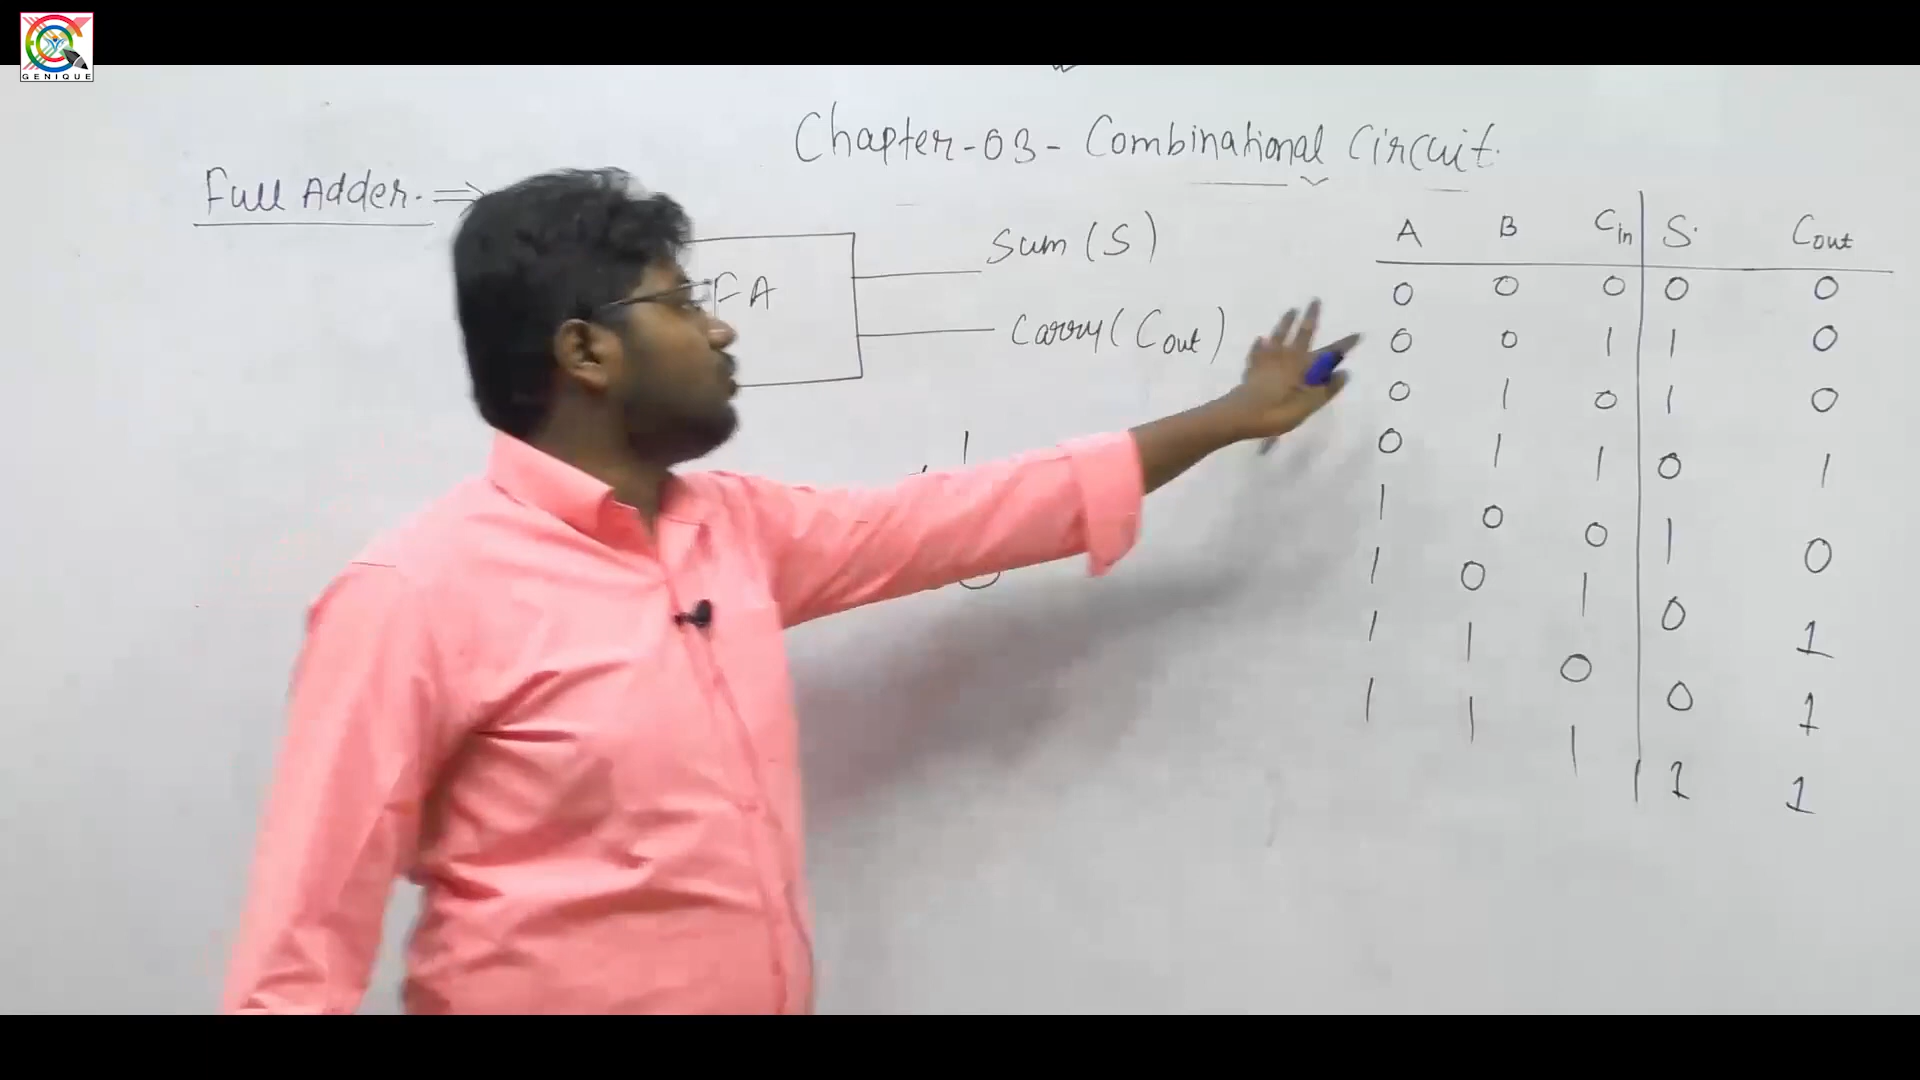 GENIQUE
Chapter-03- Combinational Circuit.
Full Adder. ⇒
FA
Sum (S)
Carry (Cout)
A B Cin S. Cout
0 0 0 0 0
0 0 1 1 0
0 1 0 1 0
0 1 1 0 1
1 0 0 1 0
1 0 1 0 1
1 1 0 0 1
1 1 1 1 1